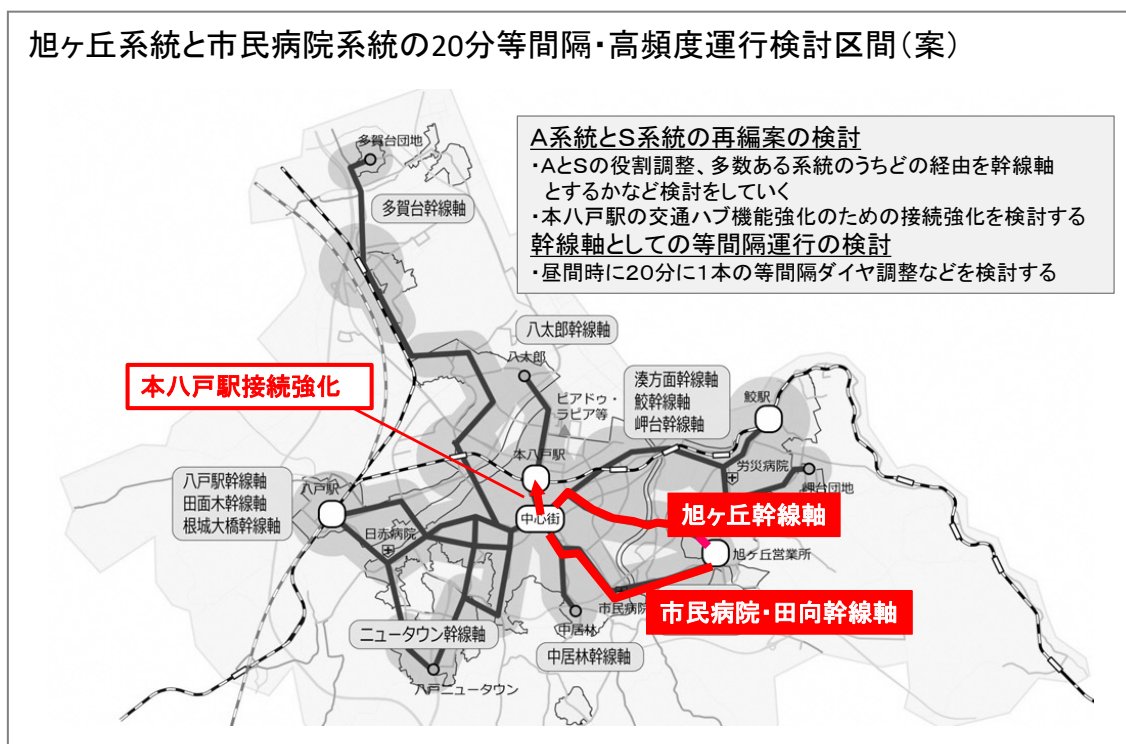 旭ヶ丘系統と市民病院系統の20分等間隔・高頻度運行検討区間(案)
A系統とS系統の再編案の検討
・AとSの役割調整、多数ある系統のうちどの経由を幹線軸
とするかなど検討をしていく
・本八戸駅の交通ハブ機能強化のための接続強化を検討する
幹線軸としての等間隔運行の検討
・昼間時に20分に1本の等間隔ダイヤ調整などを検討する
多賀台団地
多賀台幹線軸
八太郎幹線軸
八太郎
本八戸駅接続強化
ピアドゥ・
ラピア等
湊方面幹線軸
鮫幹線軸
岬台幹線軸
鮫駅
本八戸駅
労災病院
岬台団地
八戸駅幹線軸
田面木幹線軸
根城大橋幹線軸
八戸駅
日赤病院
中心街
旭ヶ丘幹線軸
旭ヶ丘営業所
市民病院
市民病院・田向幹線軸
ニュータウン幹線軸
中居林
中居林幹線軸
八戸ニュータウン